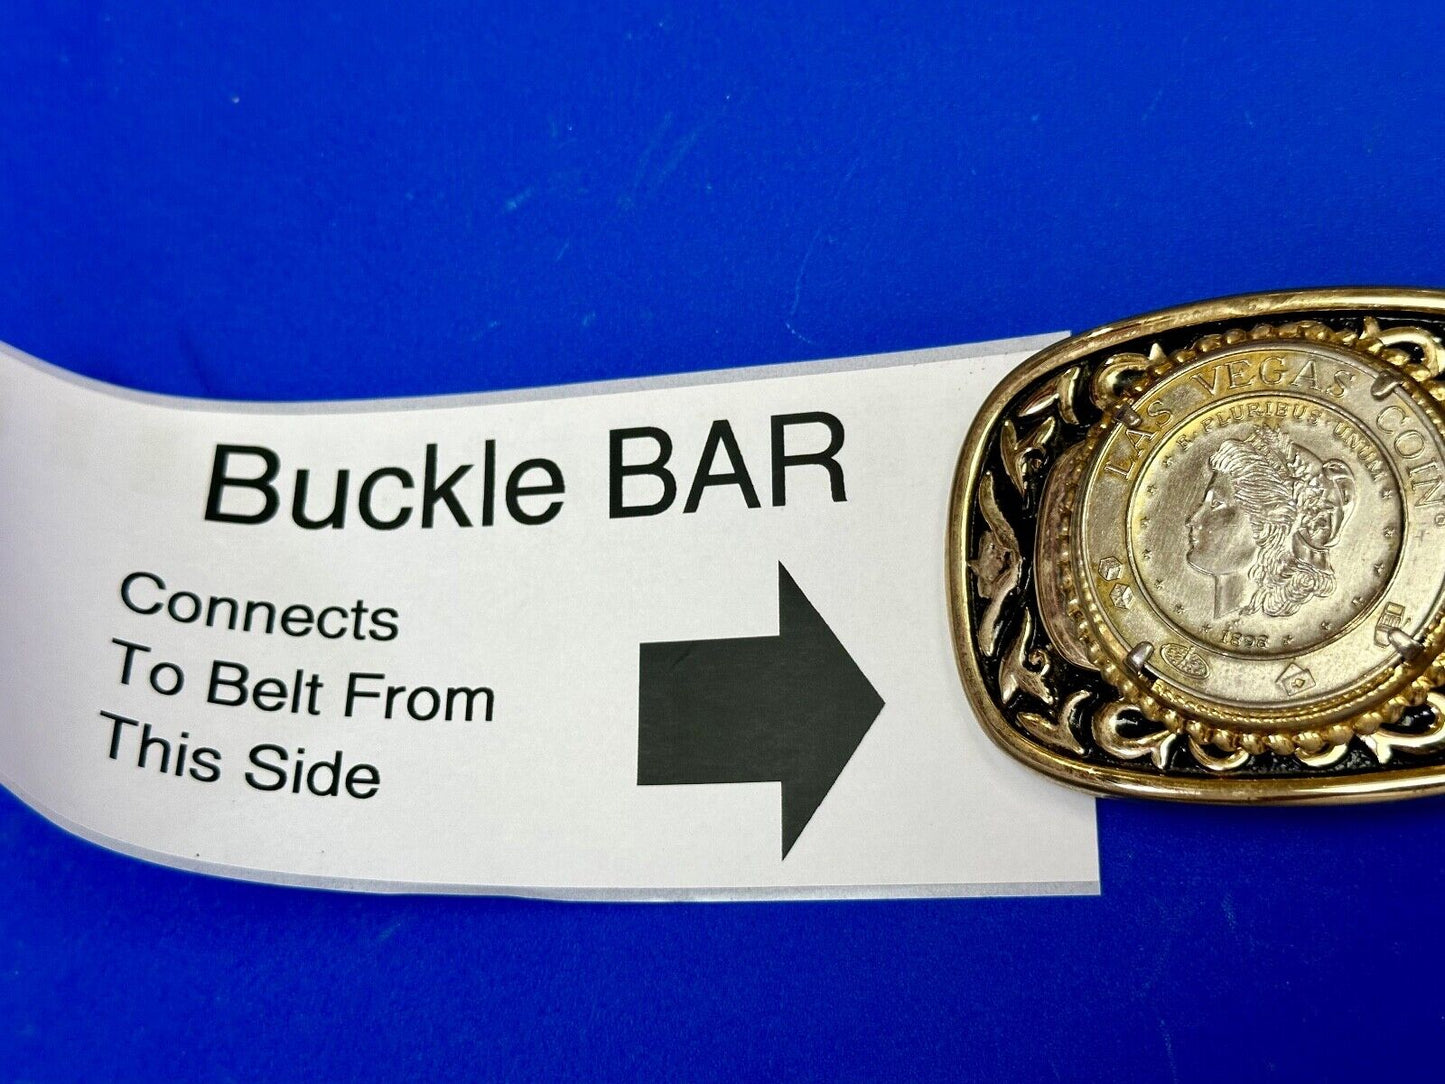 Buckle BAR
Connects
To Belt From
This Side
LAS VEGAS COIN
E. PLURIBUS UNUM